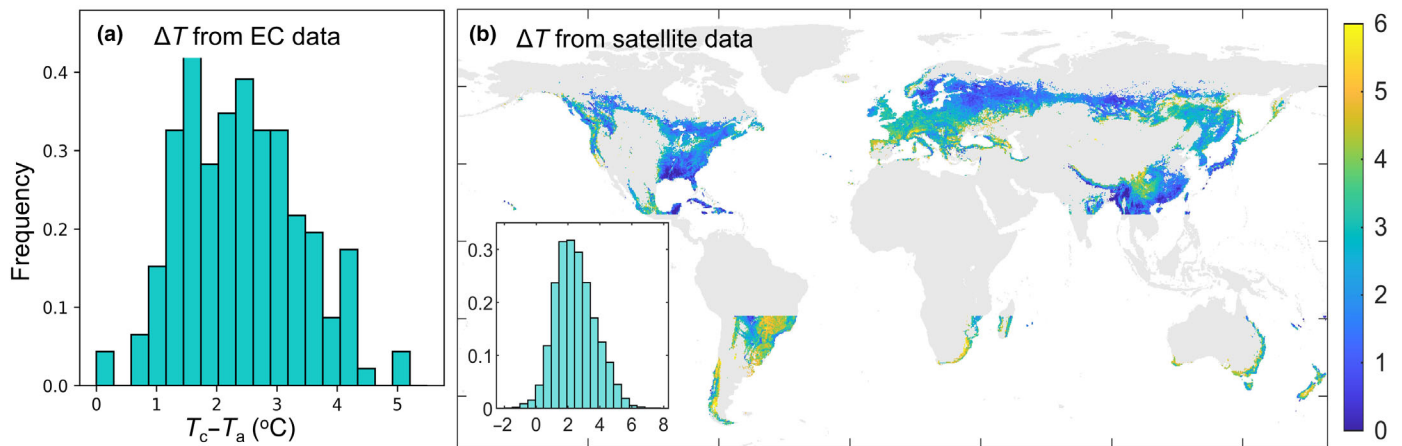 (a) ΔT from EC data
0.4
0.3
0.2
0.1
0.0
Frequency
0 1 2 3 4 5
Tc–Ta (oC)
(b) ΔT from satellite data
0.3
0.2
0.1
0
−2 0 2 4 6 8
6
5
4
3
2
1
0